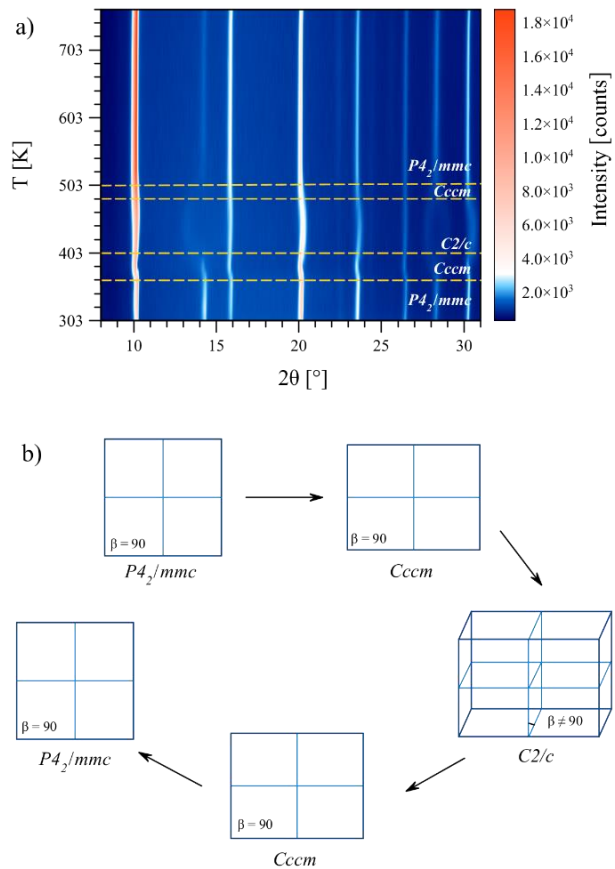 a)
T [K]
703
603
503
403
303
P4₂/mmc
Cccm
C2/c
Cccm
P4₂/mmc
10
15
20
25
30
2θ [°]
1.8×10⁴
1.6×10⁴
1.4×10⁴
1.2×10⁴
1.0×10⁴
8.0×10³
6.0×10³
4.0×10³
2.0×10³
Intensity [counts]
b)
β = 90
P4₂/mmc
β = 90
Cccm
β ≠ 90
C2/c
β = 90
P4₂/mmc
β = 90
Cccm